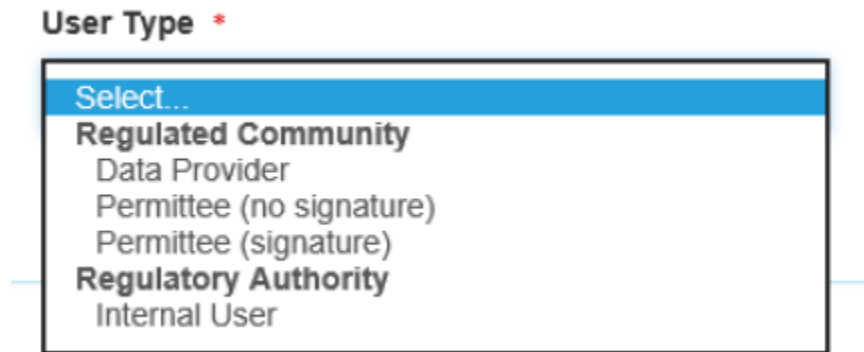 User Type *
Select...
Regulated Community
Data Provider
Permittee (no signature)
Permittee (signature)
Regulatory Authority
Internal User